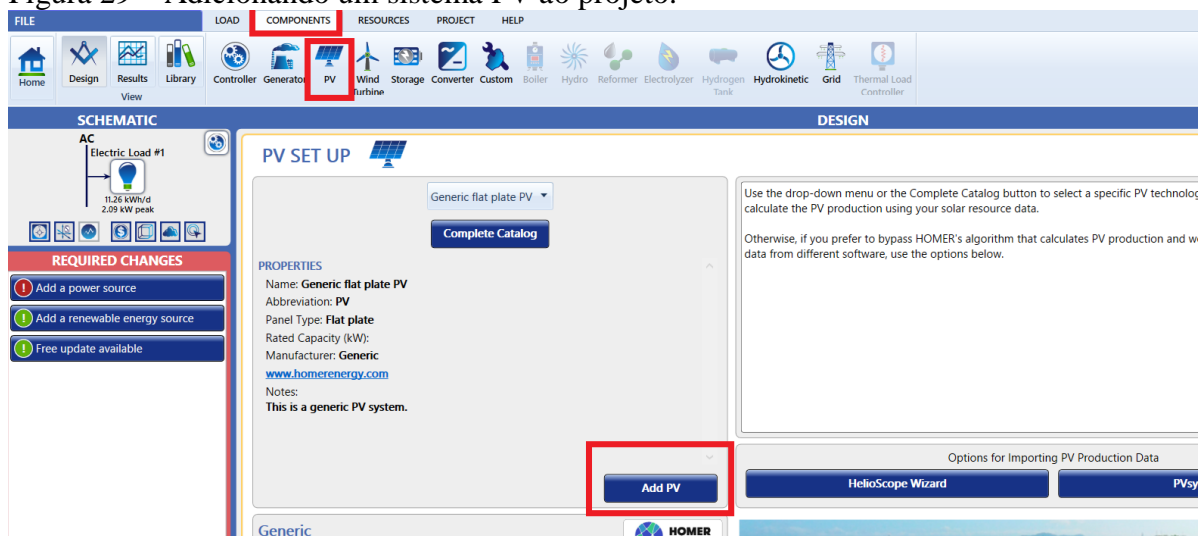 Figura 29 – Adicionando um sistema PV ao projeto.
FILE LOAD COMPONENTS RESOURCES PROJECT HELP
Home Design Results Library Controller Generator PV Wind Turbine Storage Converter Custom Boiler Hydro Reformer Electrolyzer Hydrogen Tank Hydrokinetic Grid Thermal Load Controller
View
SCHEMATIC
DESIGN
AC
Electric Load #1
11.26 kWh/d
2.09 kW peak
REQUIRED CHANGES
Add a power source
Add a renewable energy source
Free update available
PV SET UP
Generic flat plate PV
Complete Catalog
PROPERTIES
Name: Generic flat plate PV
Abbreviation: PV
Panel Type: Flat plate
Rated Capacity (kW):
Manufacturer: Generic
www.homerenergy.com
Notes:
This is a generic PV system.
Add PV
Generic
HOMER
Use the drop-down menu or the Complete Catalog button to select a specific PV technolog
calculate the PV production using your solar resource data.
Otherwise, if you prefer to bypass HOMER's algorithm that calculates PV production and w
data from different software, use the options below.
Options for Importing PV Production Data
HelioScope Wizard
PVsy